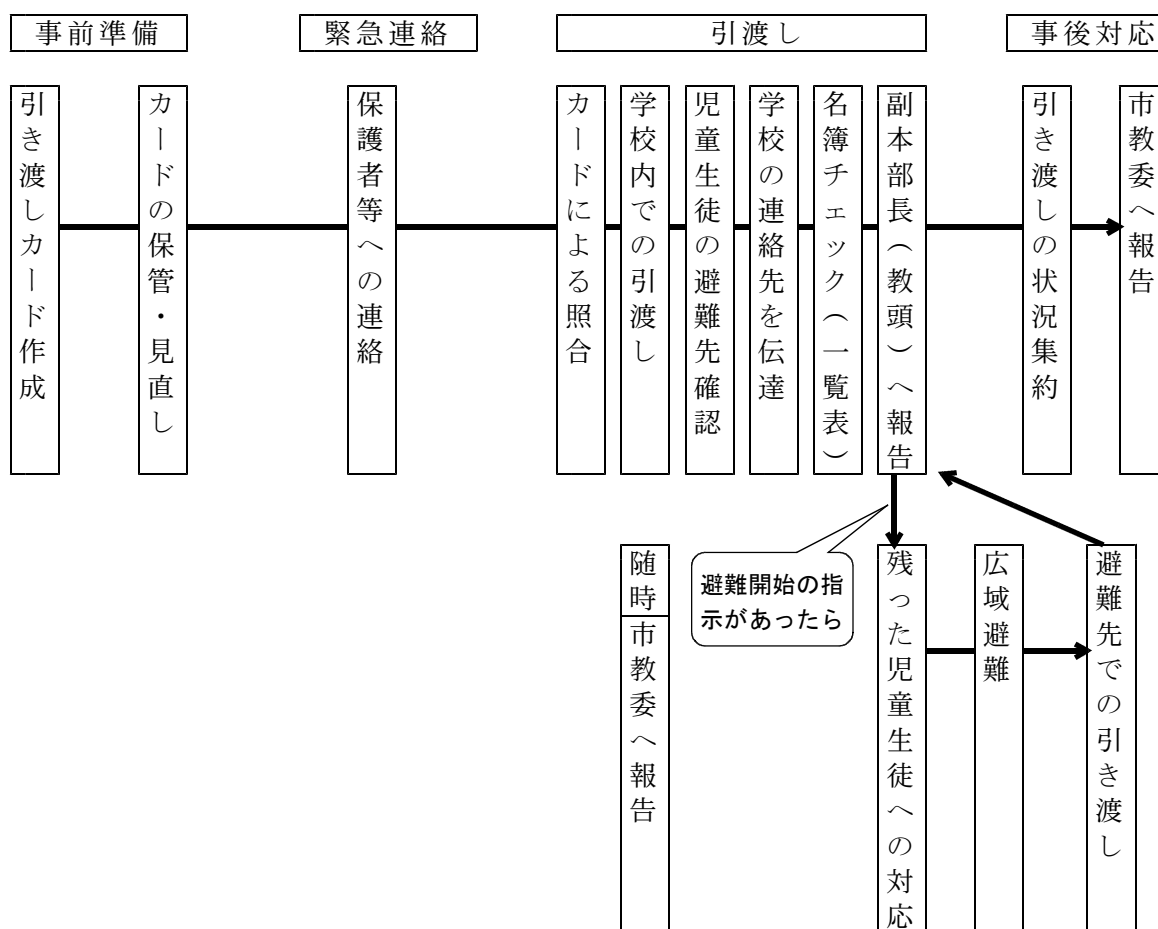 事前準備
緊急連絡
引渡し
事後対応
引き渡しカード作成
カードの保管・見直し
保護者等への連絡
カードによる照合
学校内での引渡し
児童生徒の避難先確認
学校の連絡先を伝達
名簿チェック（一覧表）
副本部長（教頭）へ報告
引き渡しの状況集約
市教委へ報告
随時
市教委へ報告
避難開始の指
示があったら
残った児童生徒への対応
広域避難
避難先での引き渡し